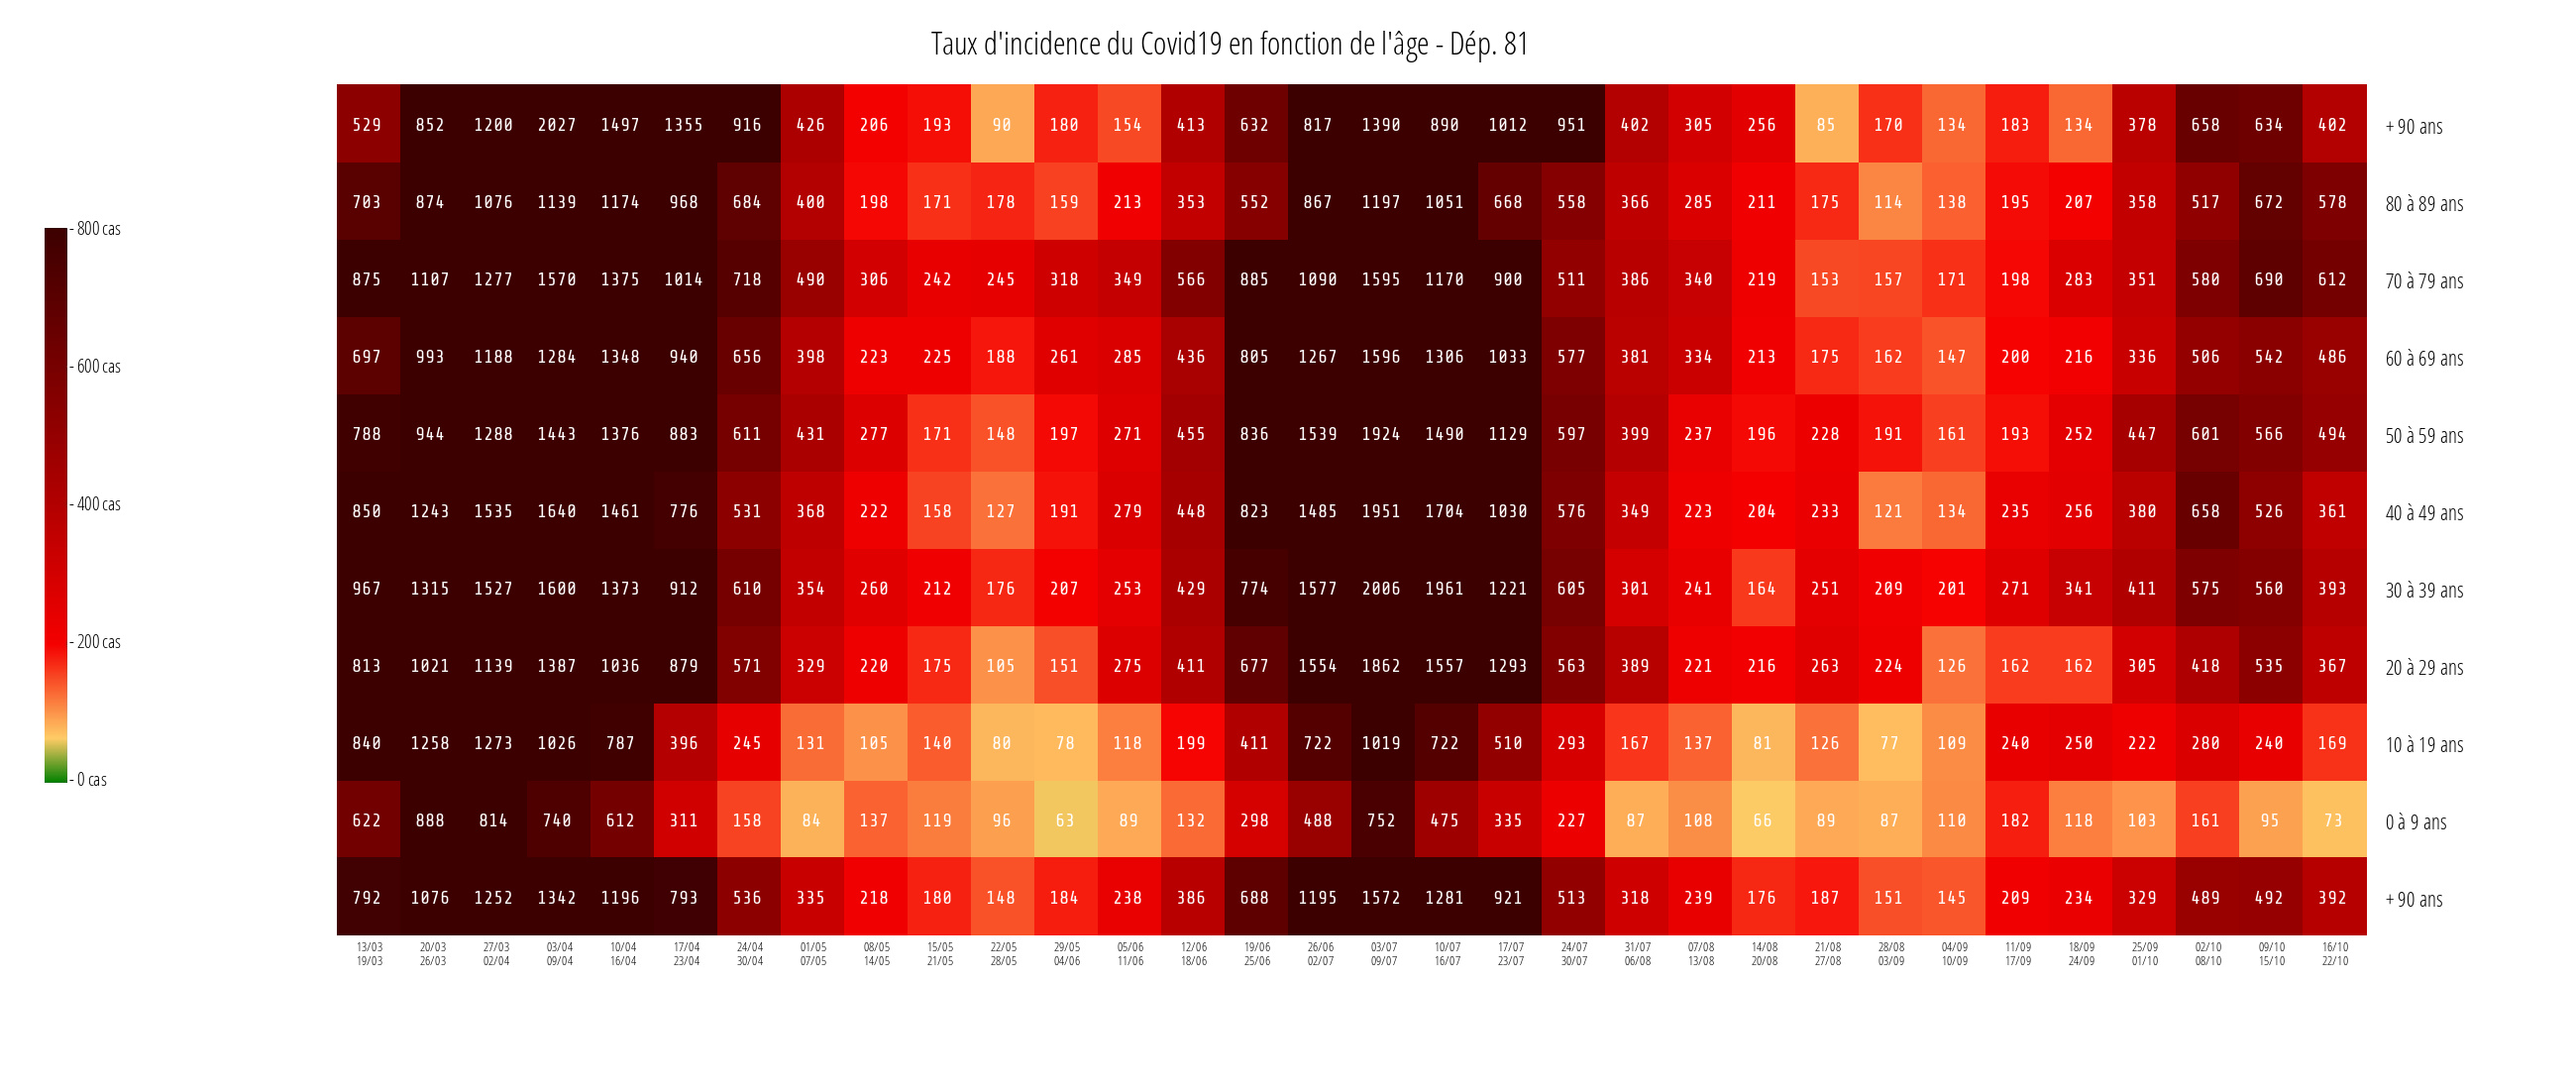 Taux d'incidence du Covid19 en fonction de l'âge - Dép. 81
- 800 cas
- 600 cas
- 400 cas
- 200 cas
- 0 cas
529 852 1200 2027 1497 1355 916 426 206 193 90 180 154 413 632 817 1390 890 1012 951 402 305 256 85 170 134 183 134 378 658 634 402 + 90 ans
703 874 1076 1139 1174 968 684 400 198 171 178 159 213 353 552 867 1197 1051 668 558 366 285 211 175 114 138 195 207 358 517 672 578 80 à 89 ans
875 1107 1277 1570 1375 1014 718 490 306 242 245 318 349 566 885 1090 1595 1170 900 511 386 340 219 153 157 171 198 283 351 580 690 612 70 à 79 ans
697 993 1188 1284 1348 940 656 398 223 225 188 261 285 436 805 1267 1596 1306 1033 577 381 334 213 175 162 147 200 216 336 506 542 486 60 à 69 ans
788 944 1288 1443 1376 883 611 431 277 171 148 197 271 455 836 1539 1924 1490 1129 597 399 237 196 228 191 161 193 252 447 601 566 494 50 à 59 ans
850 1243 1535 1640 1461 776 531 368 222 158 127 191 279 448 823 1485 1951 1704 1030 576 349 223 204 233 121 134 235 256 380 658 526 361 40 à 49 ans
967 1315 1527 1600 1373 912 610 354 260 212 176 207 253 429 774 1577 2006 1961 1221 605 301 241 164 251 209 201 271 341 411 575 560 393 30 à 39 ans
813 1021 1139 1387 1036 879 571 329 220 175 105 151 275 411 677 1554 1862 1557 1293 563 389 221 216 263 224 126 162 162 305 418 535 367 20 à 29 ans
840 1258 1273 1026 787 396 245 131 105 140 80 78 118 199 411 722 1019 722 510 293 167 137 81 126 77 109 240 250 222 280 240 169 10 à 19 ans
622 888 814 740 612 311 158 84 137 119 96 63 89 132 298 488 752 475 335 227 87 108 66 89 87 110 182 118 103 161 95 73 0 à 9 ans
792 1076 1252 1342 1196 793 536 335 218 180 148 184 238 386 688 1195 1572 1281 921 513 318 239 176 187 151 145 209 234 329 489 492 392 + 90 ans
13/03 20/03 27/03 03/04 10/04 17/04 24/04 01/05 08/05 15/05 22/05 29/05 05/06 12/06 19/06 26/06 03/07 10/07 17/07 24/07 31/07 07/08 14/08 21/08 28/08 04/09 11/09 18/09 25/09 02/10 09/10 16/10
19/03 26/03 02/04 09/04 16/04 23/04 30/04 07/05 14/05 21/05 28/05 04/06 11/06 18/06 25/06 02/07 09/07 16/07 23/07 30/07 06/08 13/08 20/08 27/08 03/09 10/09 17/09 24/09 01/10 08/10 15/10 22/10